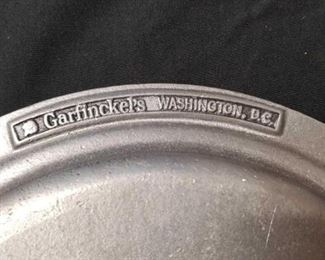 Garfinckel's WASHINGTON, D.C.